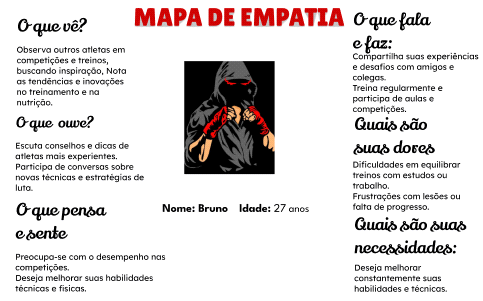 MAPA DE EMPATIA
O que vê?
Observa outros atletas em
competições e treinos,
buscando inspiração, Nota
as tendências e inovações
no treinamento e na
nutrição.
O que ouve?
Escuta conselhos e dicas de
atletas mais experientes.
Participa de conversas sobre
novas técnicas e estratégias de
luta.
O que pensa
e sente
Preocupa-se com o desempenho nas
competições.
Deseja melhorar suas habilidades
técnicas e físicas.
Nome: Bruno Idade: 27 anos
O que fala
e faz:
Compartilha suas experiências
e desafios com amigos e
colegas.
Treina regularmente e
participa de aulas e
competições.
Quais são
suas dores
Dificuldades em equilibrar
treinos com estudos ou
trabalho.
Frustrações com lesões ou
falta de progresso.
Quais são suas
necessidades:
Deseja melhorar
constantemente suas
habilidades e técnicas.